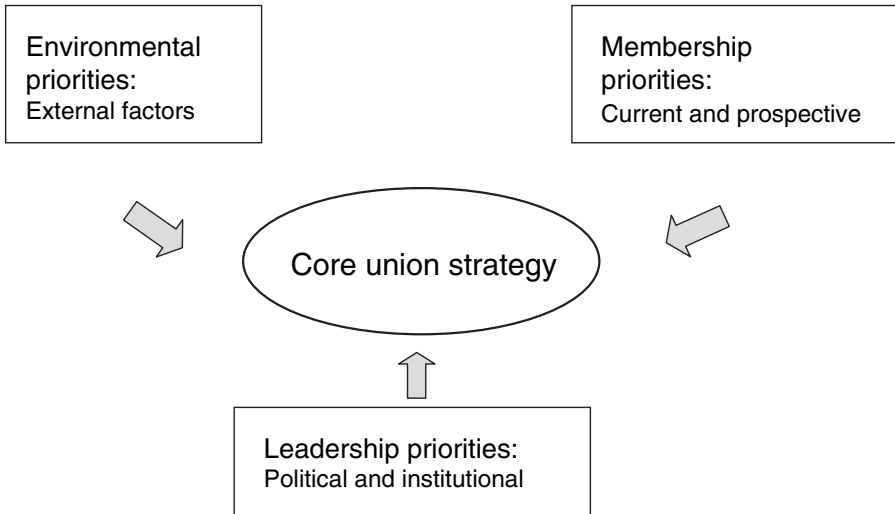 Environmental
priorities:
External factors
Membership
priorities:
Current and prospective
Core union strategy
Leadership priorities:
Political and institutional